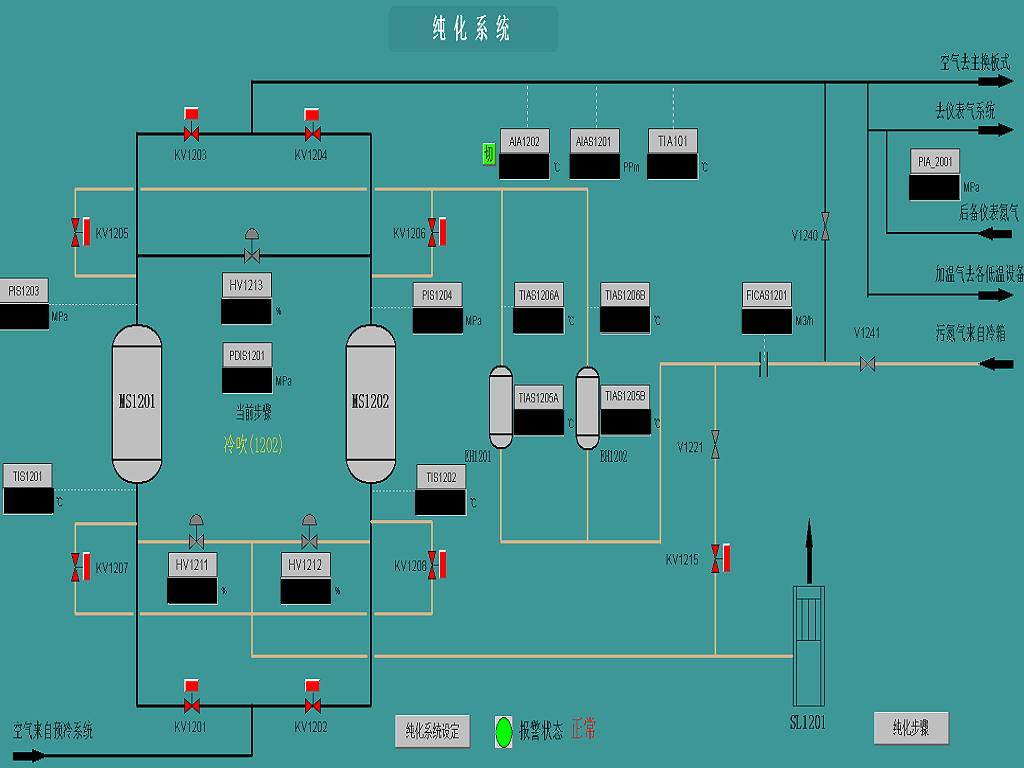 纯化系统
空气去主换板式
去仪表气系统
KV1203
KV1204
切
AIA1202
℃
AIAS1201
PPm
TIA101
℃
PIA_2001
MPa
后备仪表氮气
KV1205
KV1206
V1240
加温气去各低温设备
PIS1203
MPa
HV1213
%
PIS1204
MPa
TIAS1206A
℃
TIAS1206B
℃
FICAS1201
M3/h
V1241
污氮气来自冷箱
PDIS1201
MPa
MS1201
MS1202
当前步骤
冷吹(1202)
TIAS1205A
℃
TIAS1205B
℃
EH1201
EH1202
V1221
TIS1201
℃
TIS1202
℃
KV1207
HV1211
%
HV1212
%
KV1208
KV1215
SL1201
KV1201
KV1202
空气来自预冷系统
纯化系统设定
报警状态
正常
纯化步骤